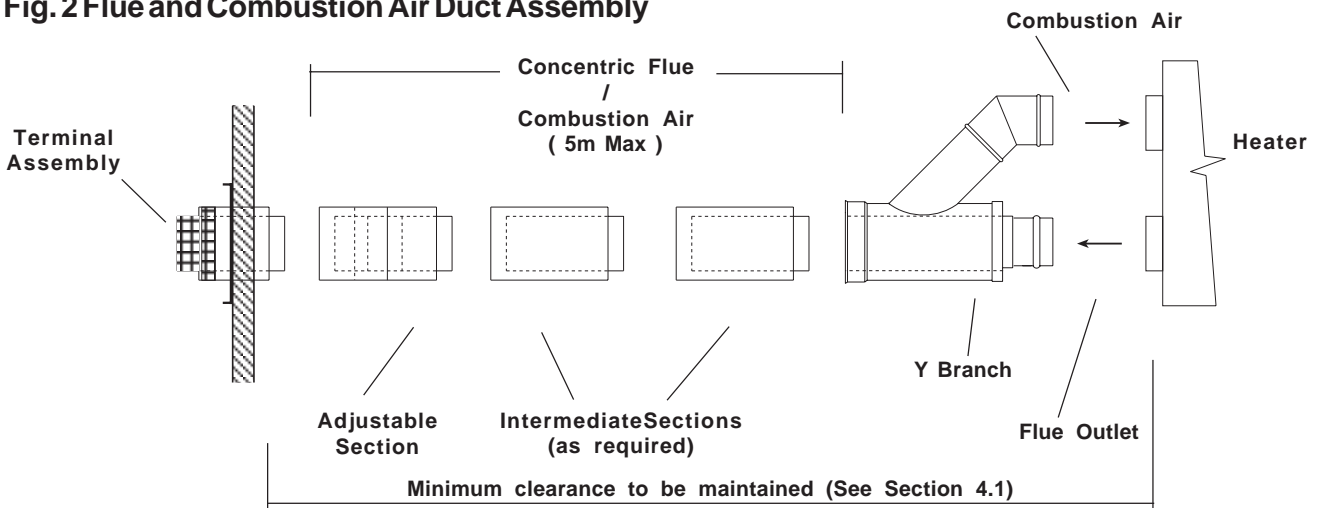 Fig. 2 Flue and Combustion Air Duct Assembly
Combustion Air
Concentric Flue
/
Combustion Air
( 5m Max )
Terminal
Assembly
Heater
Y Branch
Adjustable
Section
IntermediateSections
(as required)
Flue Outlet
Minimum clearance to be maintained (See Section 4.1)